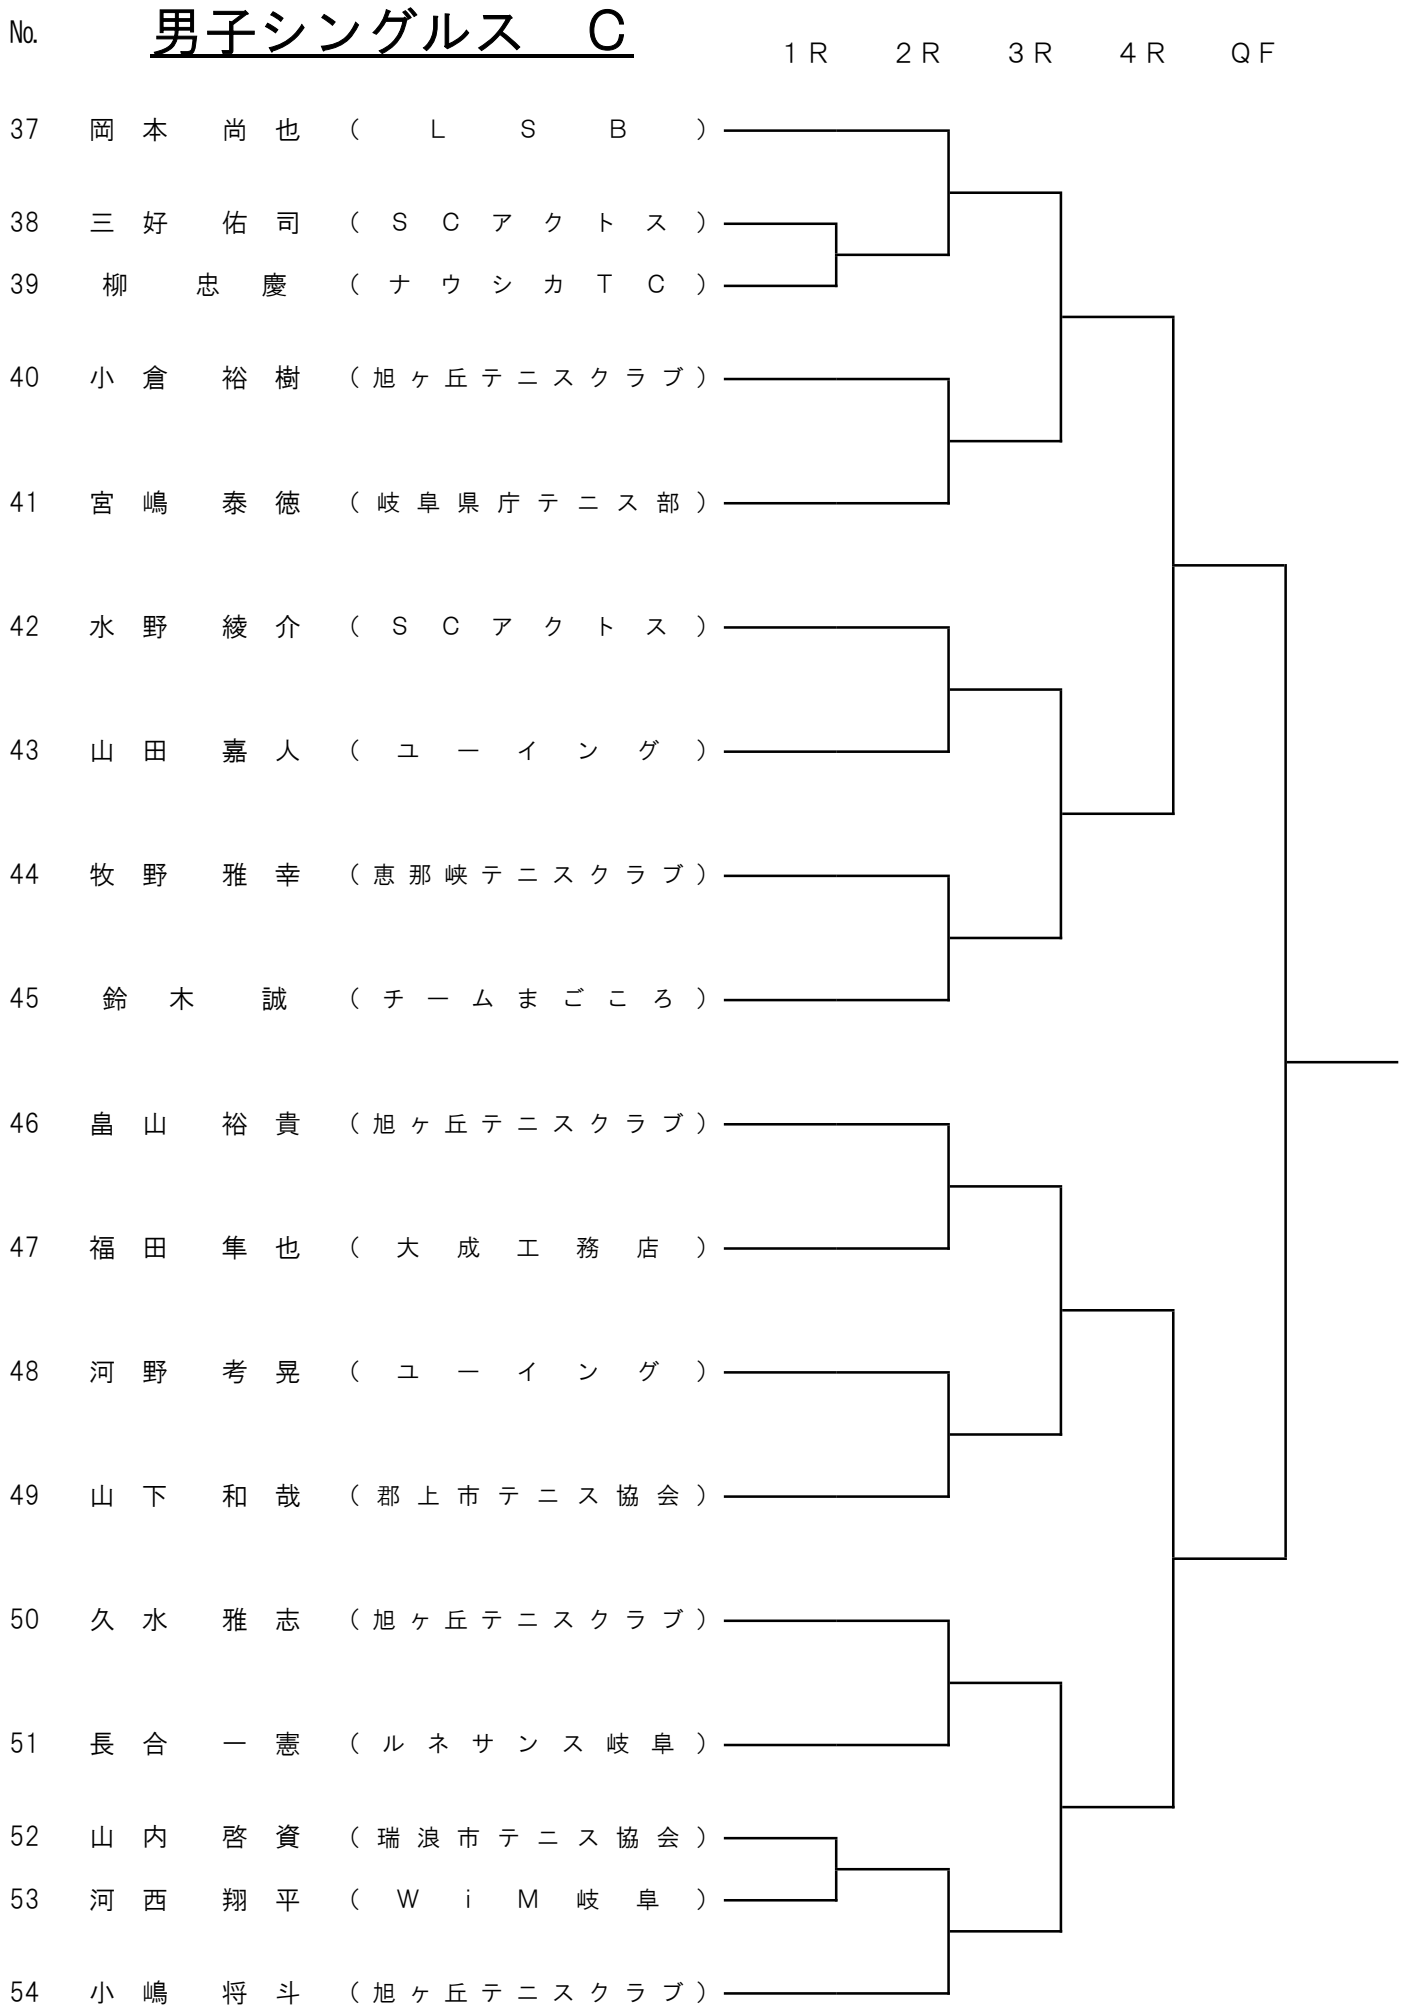 No. 男子シングルス C 1R 2R 3R 4R QF
37 岡本 尚也 (LSB)
38 三好 佑司 (SCアクトス)
39 柳 忠慶 (ナウシカTC)
40 小倉 裕樹 (旭ヶ丘テニスクラブ)
41 宮嶋 泰徳 (岐阜県庁テニス部)
42 水野 綾介 (SCアクトス)
43 山田 嘉人 (ユーイング)
44 牧野 雅幸 (恵那峡テニスクラブ)
45 鈴木 誠 (チームまごころ)
46 畠山 裕貴 (旭ヶ丘テニスクラブ)
47 福田 隼也 (大成工務店)
48 河野 考晃 (ユーイング)
49 山下 和哉 (郡上市テニス協会)
50 久水 雅志 (旭ヶ丘テニスクラブ)
51 長合 一憲 (ルネサンス岐阜)
52 山内 啓資 (瑞浪市テニス協会)
53 河西 翔平 (WiM岐阜)
54 小嶋 将斗 (旭ヶ丘テニスクラブ)